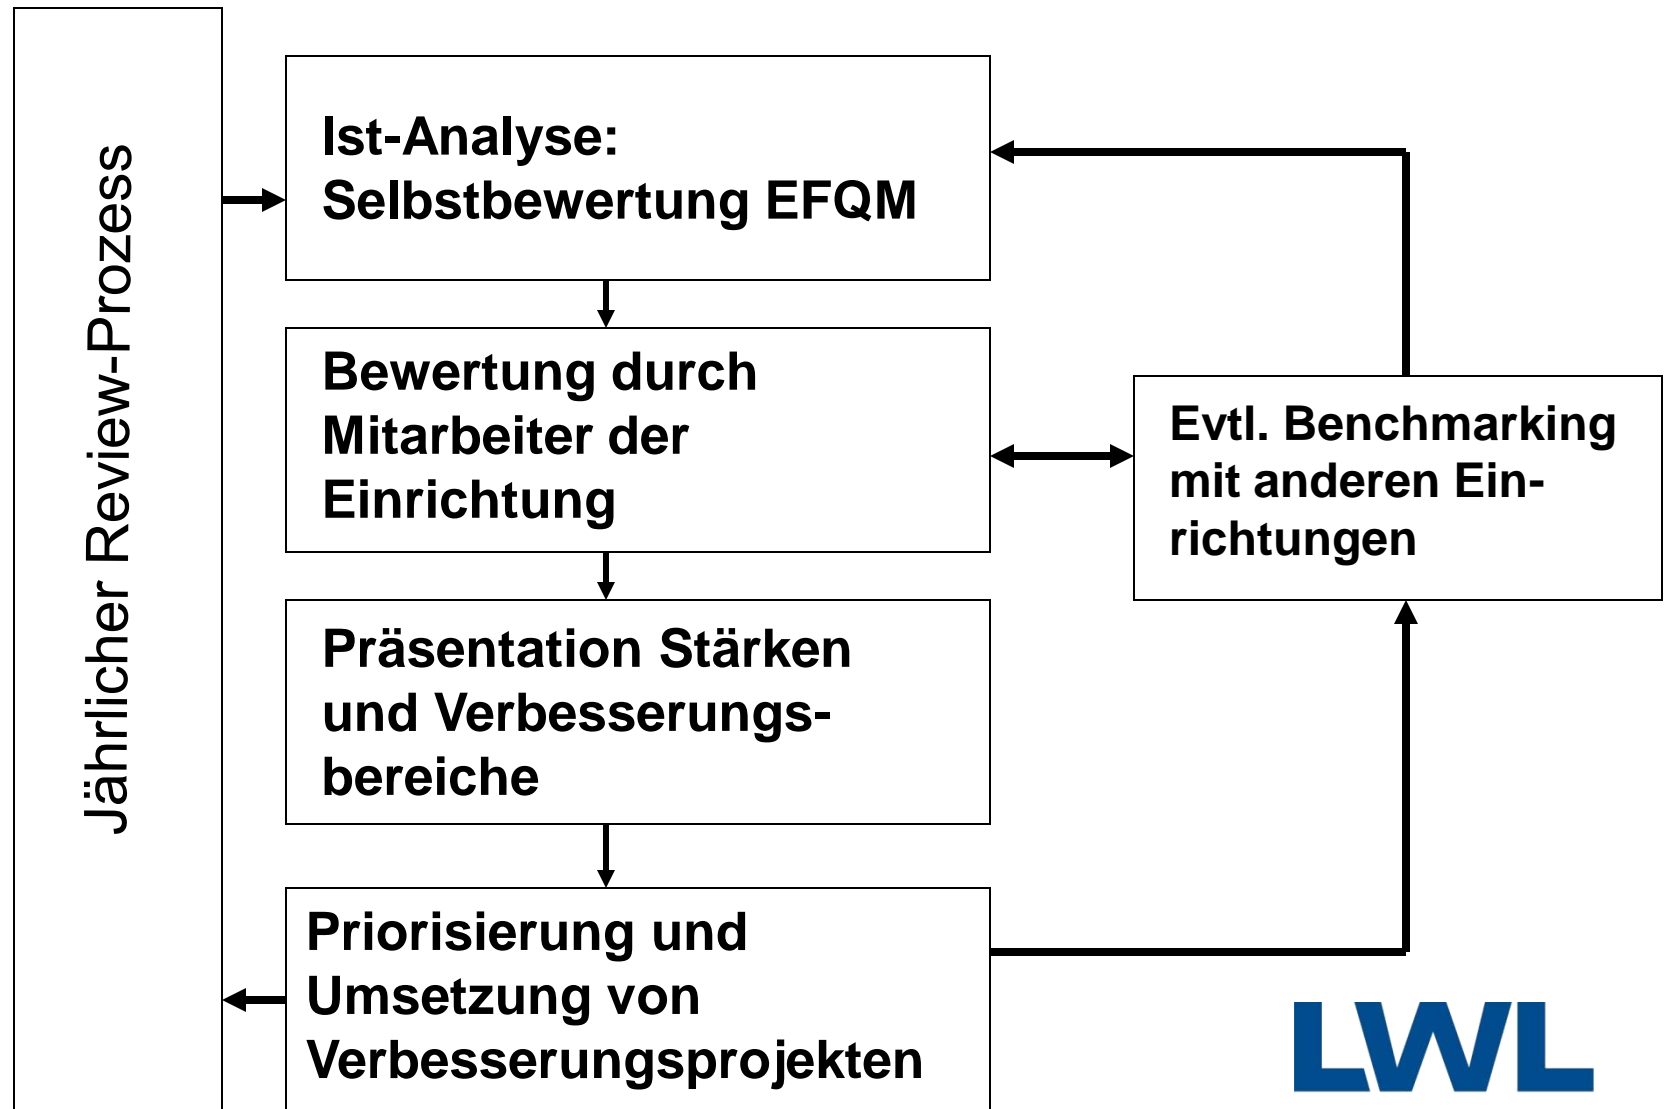 Jährlicher Review-Prozess
Ist-Analyse:
Selbstbewertung EFQM
Bewertung durch
Mitarbeiter der
Einrichtung
Evtl. Benchmarking
mit anderen Ein-
richtungen
Präsentation Stärken
und Verbesserungs-
bereiche
Priorisierung und
Umsetzung von
Verbesserungsprojekten
LWL